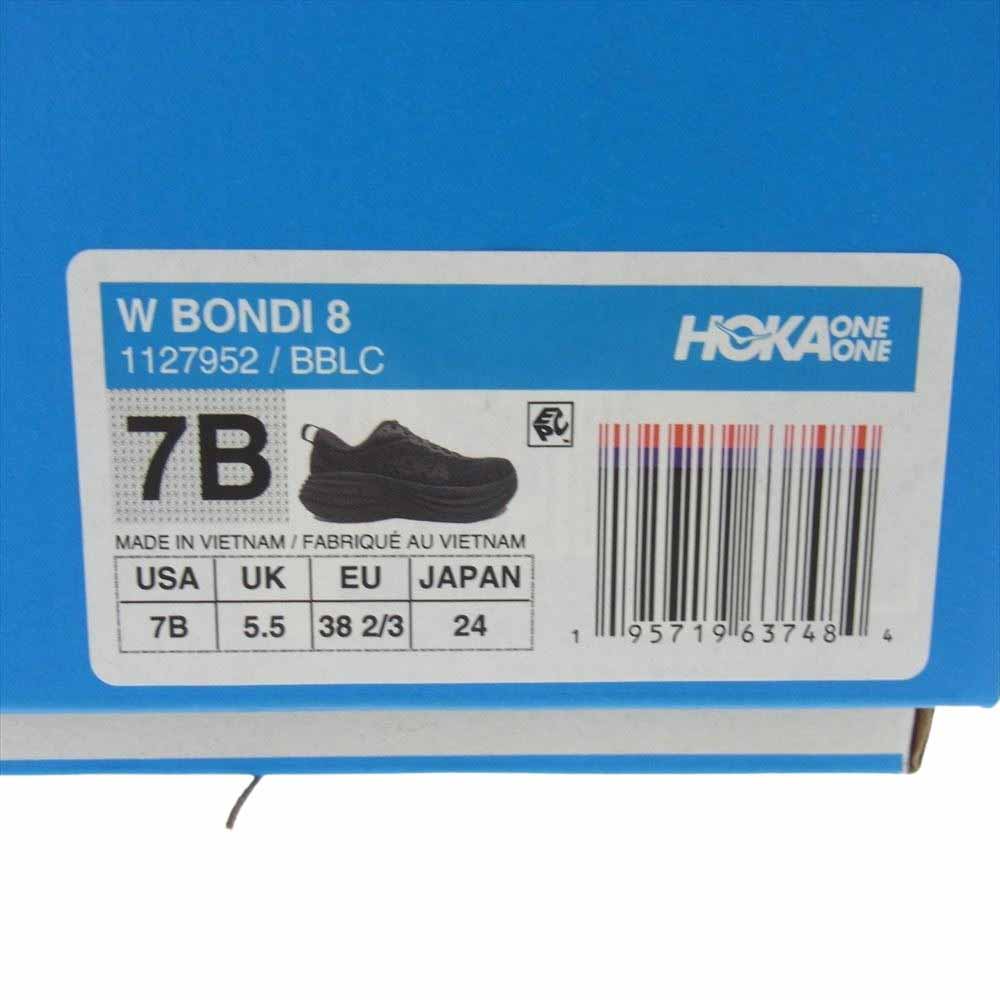 W BONDI 8
1127952 / BBLC
HOKA ONE ONE
7B
EPC
MADE IN VIETNAM / FABRIQUÉ AU VIETNAM
USA UK EU JAPAN
7B 5.5 38 2/3 24
1 95719 63748 4